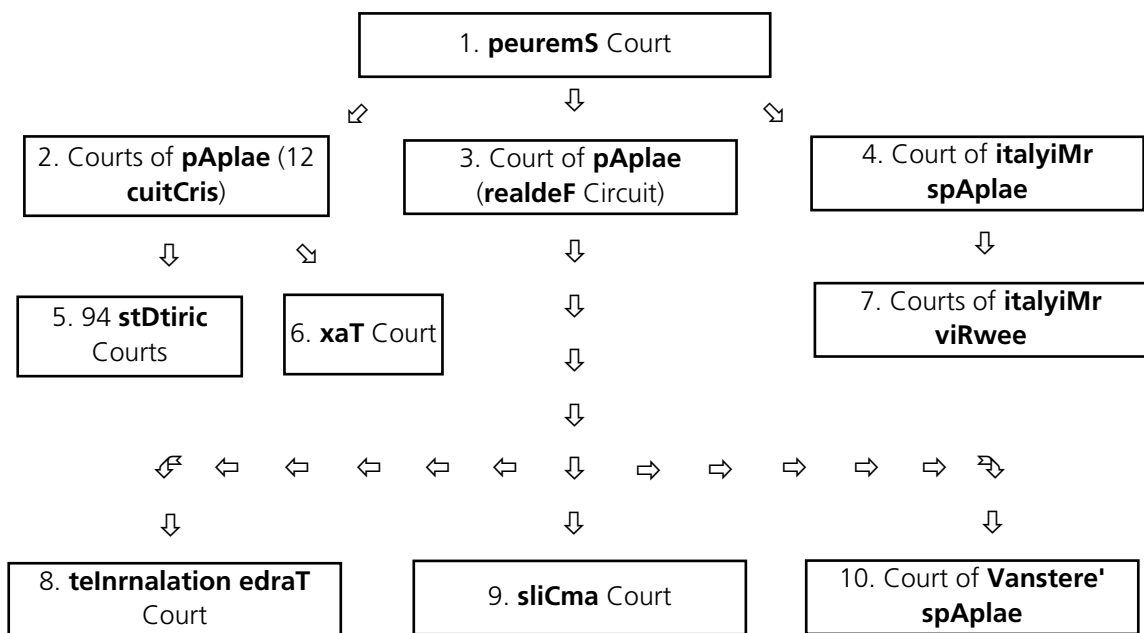 1. peuremS Court
2. Courts of pAplae (12
cuitCris)
3. Court of pAplae
(realdeF Circuit)
4. Court of italyiMr
spAplae
5. 94 stDtiric
Courts
6. xaT Court
7. Courts of italyiMr
viRwee
8. teInrnalation edraT
Court
9. sliCma Court
10. Court of Vanstere'
spAplae